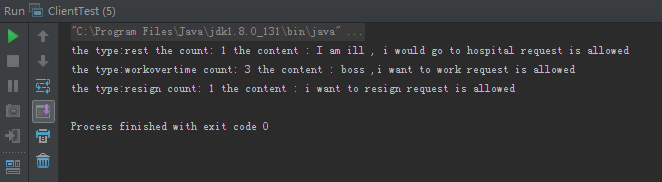 Run ClientTest (5)
"C:\Program Files\Java\jdk1.8.0_131\bin\java" ...
the type:rest the count: 1 the content : I am ill , i would go to hospital request is allowed
the type:workovertime count: 3 the content : boss ,i want to work request is allowed
the type:resign count: 1 the content : i want to resign request is allowed
Process finished with exit code 0